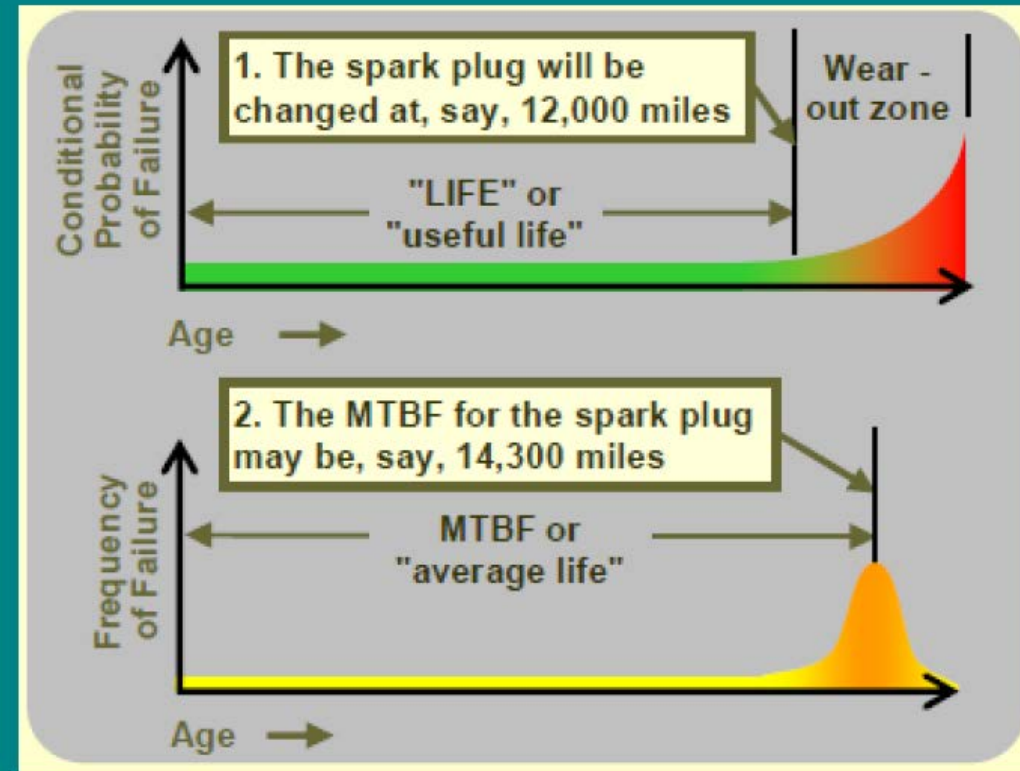 Conditional
Probability
of Failure
1. The spark plug will be
changed at, say, 12,000 miles
Wear -
out zone
"LIFE" or
"useful life"
Age
2. The MTBF for the spark plug
may be, say, 14,300 miles
Frequency
of Failure
MTBF or
"average life"
Age